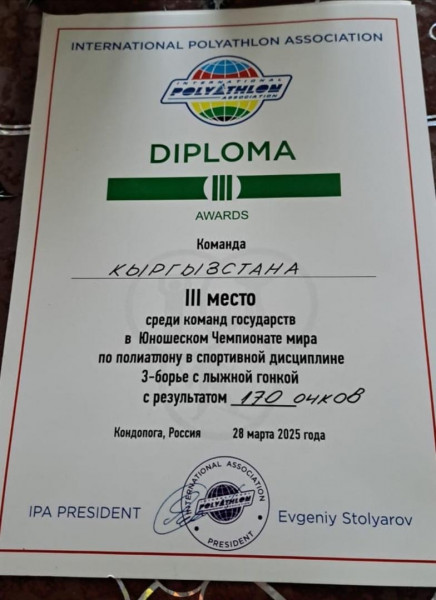 INTERNATIONAL POLYATHLON ASSOCIATION
INTERNATIONAL
POLYATHLON
ASSOCIATION
DIPLOMA
III
AWARDS
Команда
КЫРГЫЗСТАНА
III место
среди команд государств
в Юношеском Чемпионате мира
по полиатлону в спортивной дисциплине
3-борье с лыжной гонкой
с результатом 170 очков
Кондопога, Россия 28 марта 2025 года
INTERNATIONAL ASSOCIATION
POLYATHLON
PRESIDENT
IPA PRESIDENT Evgeniy Stolyarov